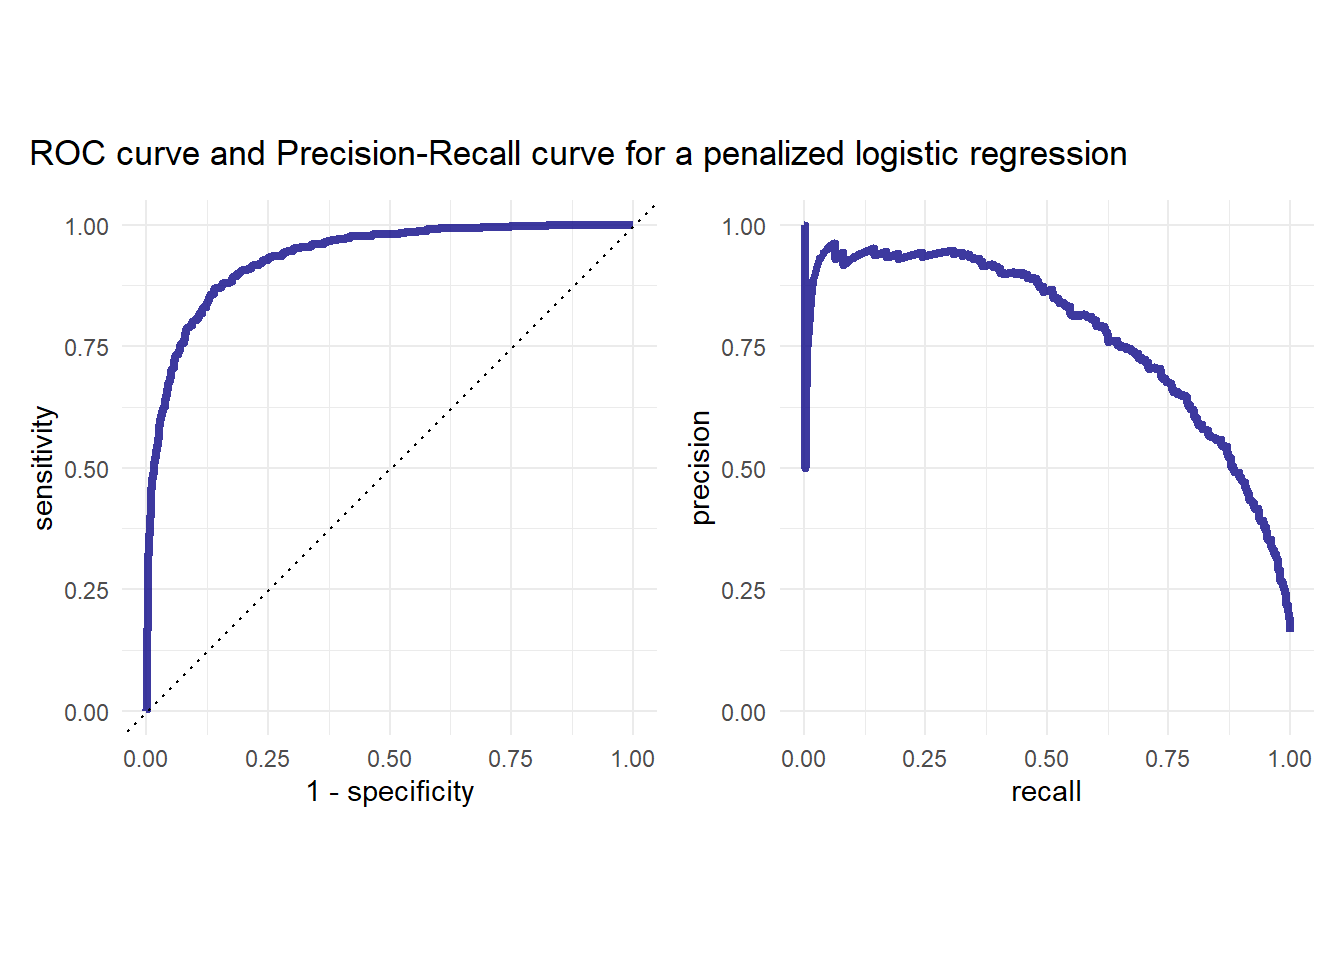 ROC curve and Precision-Recall curve for a penalized logistic regression
sensitivity
1.00
0.75
0.50
0.25
0.00
0.00 0.25 0.50 0.75 1.00
1 - specificity
precision
1.00
0.75
0.50
0.25
0.00
0.00 0.25 0.50 0.75 1.00
recall